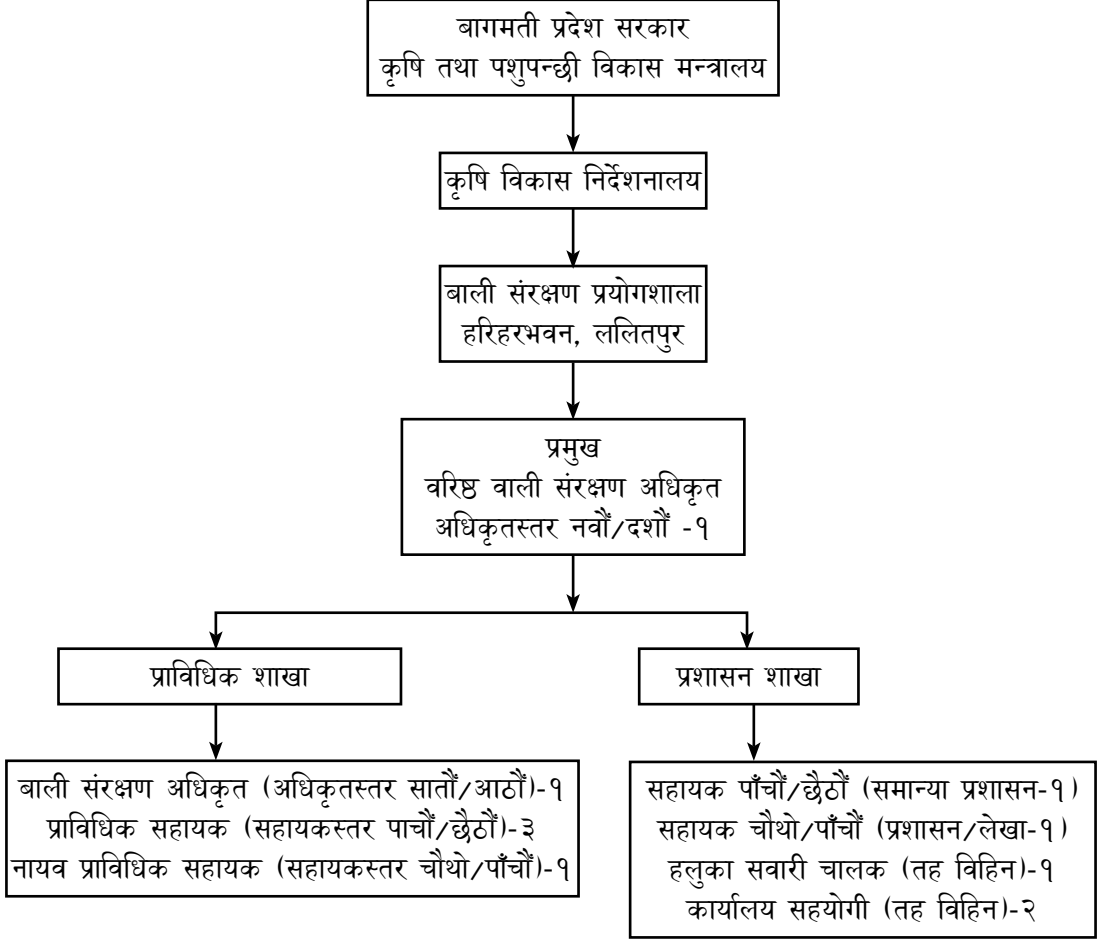 बागमती प्रदेश सरकार
कृषि तथा पशुपन्छी विकास मन्त्रालय
कृषि विकास निर्देशनालय
बाली संरक्षण प्रयोगशाला
हरिहरभवन, ललितपुर
प्रमुख
वरिष्ठ वाली संरक्षण अधिकृत
अधिकृतस्तर नवौं/दशौं -१
प्राविधिक शाखा
प्रशासन शाखा
बाली संरक्षण अधिकृत (अधिकृतस्तर सातौं/आठौं)-१
प्राविधिक सहायक (सहायकस्तर पाचौं/छैठौं)-३
नायव प्राविधिक सहायक (सहायकस्तर चौथो/पाँचौं)-१
सहायक पाँचौं/छैठौं (समान्या प्रशासन-१)
सहायक चौथो/पाँचौं (प्रशासन/लेखा-१)
हलुका सवारी चालक (तह विहिन)-१
कार्यालय सहयोगी (तह विहिन)-२